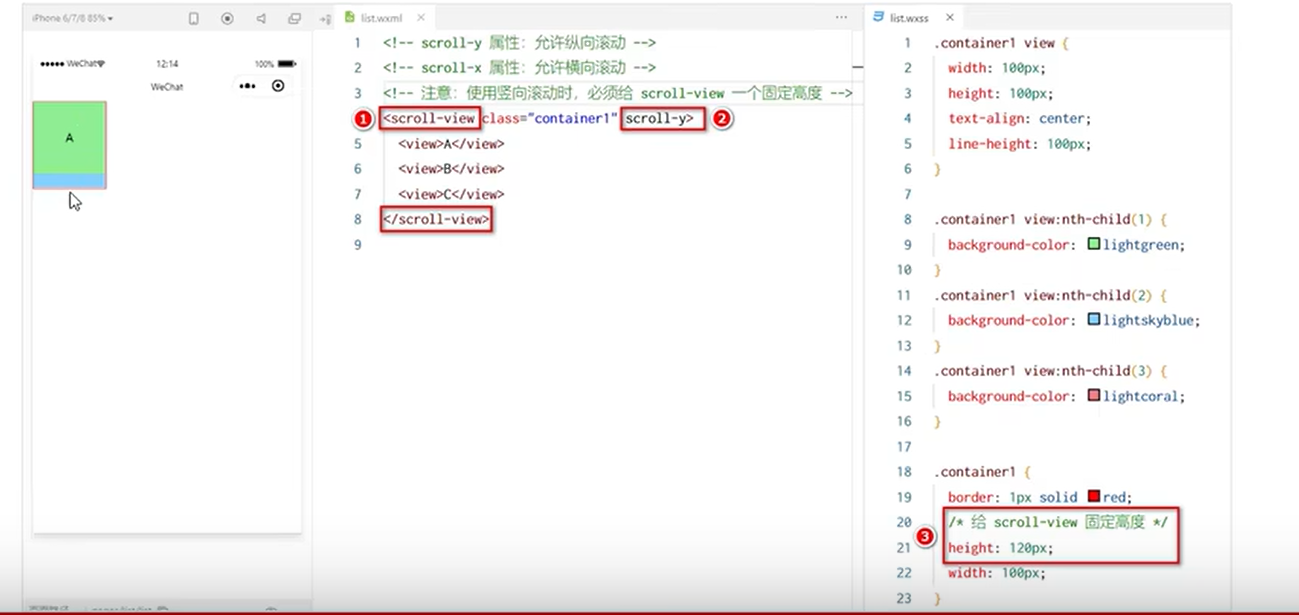 iPhone 6/7/8 85%
WeChat
12:14
100%
WeChat
A
list.wxml
1 <!-- scroll-y 属性：允许纵向滚动 -->
2 <!-- scroll-x 属性：允许横向滚动 -->
3 <!-- 注意：使用竖向滚动时，必须给 scroll-view 一个固定高度 -->
1 <scroll-view class="container1" scroll-y> 2
5 <view>A</view>
6 <view>B</view>
7 <view>C</view>
8 </scroll-view>
9
list.wxss
1 .container1 view {
2 width: 100px;
3 height: 100px;
4 text-align: center;
5 line-height: 100px;
6 }
7
8 .container1 view:nth-child(1) {
9 background-color: lightgreen;
10 }
11 .container1 view:nth-child(2) {
12 background-color: lightskyblue;
13 }
14 .container1 view:nth-child(3) {
15 background-color: lightcoral;
16 }
17
18 .container1 {
19 border: 1px solid red;
20 /* 给 scroll-view 固定高度 */
3
21 height: 120px;
22 width: 100px;
23 }